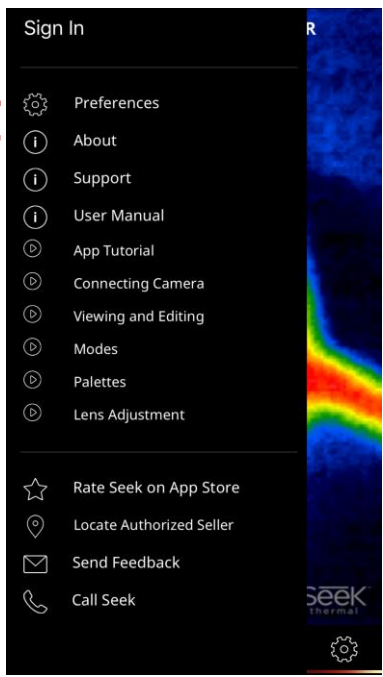 Sign In
R
Preferences
About
Support
User Manual
App Tutorial
Connecting Camera
Viewing and Editing
Modes
Palettes
Lens Adjustment
Rate Seek on App Store
Locate Authorized Seller
Send Feedback
Call Seek
Seek
thermal